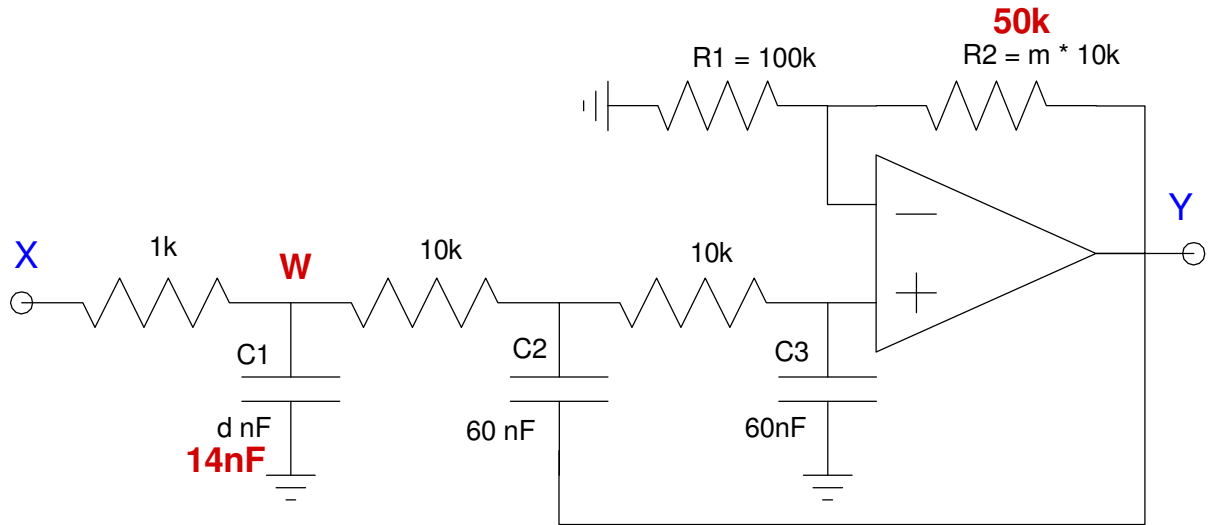 50k
R1 = 100k
R2 = m * 10k
X
1k
W
10k
10k
Y
C1
C2
C3
d nF
60 nF
60nF
14nF